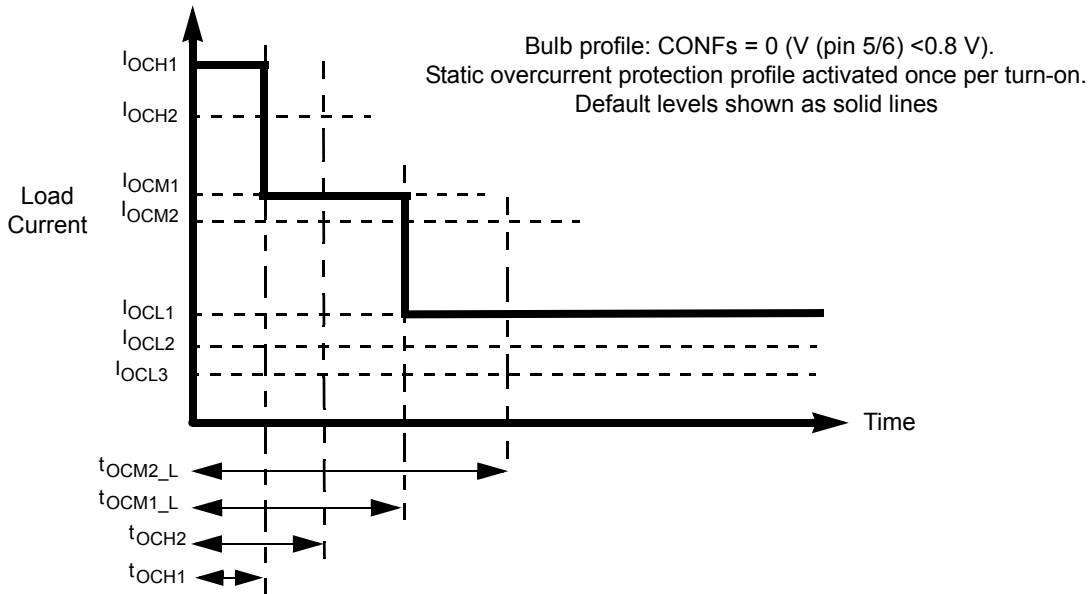 Bulb profile: CONFs = 0 (V (pin 5/6) <0.8 V).
Static overcurrent protection profile activated once per turn-on.
Default levels shown as solid lines
IOCH1
IOCH2
IOCM1
Load
Current
IOCM2
IOCL1
IOCL2
IOCL3
Time
tOCM2_L
tOCM1_L
tOCH2
tOCH1